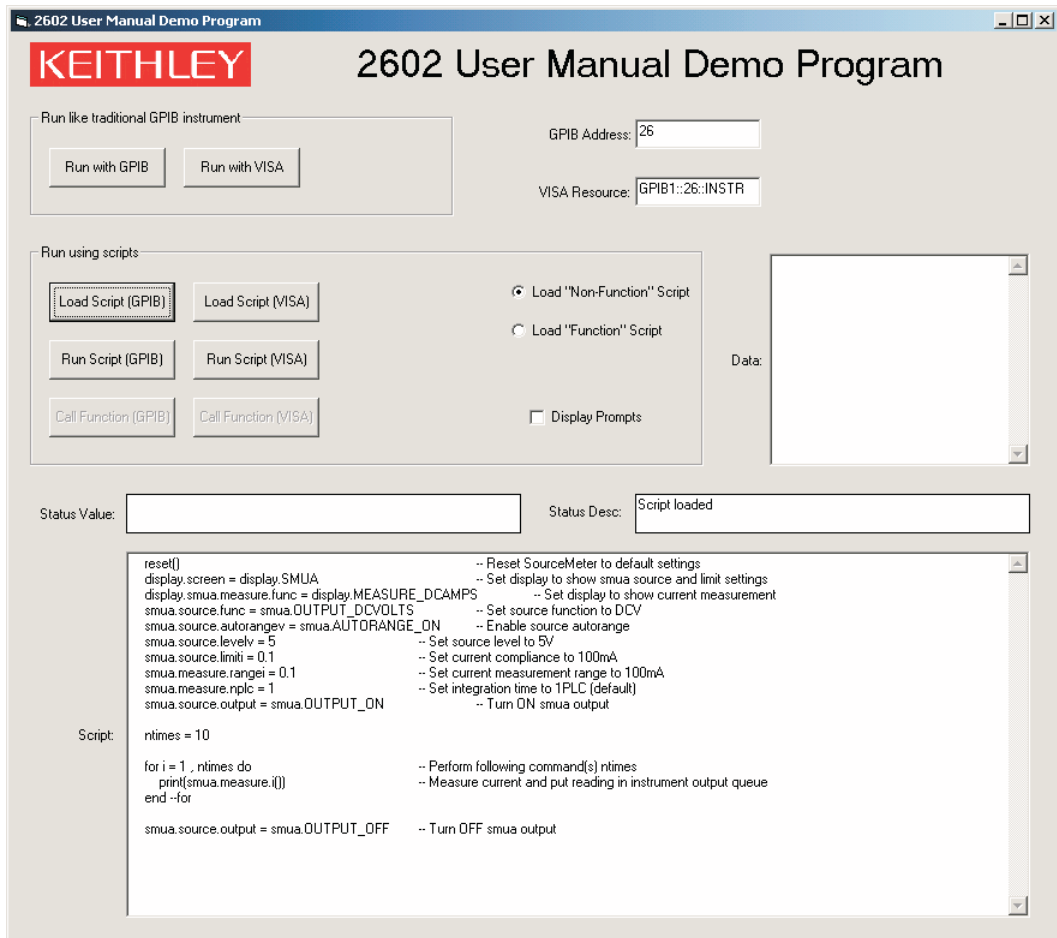 2602 User Manual Demo Program
KEITHLEY
2602 User Manual Demo Program
Run like traditional GPIB instrument
Run with GPIB
Run with VISA
GPIB Address: 26
VISA Resource: GPIB1::26::INSTR
Run using scripts
Load Script (GPIB)
Load Script (VISA)
Run Script (GPIB)
Run Script (VISA)
Call Function (GPIB)
Call Function (VISA)
Load "Non-Function" Script
Load "Function" Script
Display Prompts
Data:
Status Value:
Status Desc: Script loaded
Script:
reset() -- Reset SourceMeter to default settings
display.screen = display.SMUA -- Set display to show smua source and limit settings
display.smua.measure.func = display.MEASURE_DCAMPS -- Set display to show current measurement
smua.source.func = smua.OUTPUT_DCVOLTS -- Set source function to DCV
smua.source.autorangev = smua.AUTORANGE_ON -- Enable source autorange
smua.source.levelv = 5 -- Set source level to 5V
smua.source.limiti = 0.1 -- Set current compliance to 100mA
smua.measure.rangei = 0.1 -- Set current measurement range to 100mA
smua.measure.nplc = 1 -- Set integration time to 1PLC (default)
smua.source.output = smua.OUTPUT_ON -- Turn ON smua output
ntimes = 10
for i = 1 , ntimes do -- Perform following command(s) ntimes
print(smua.measure.i()) -- Measure current and put reading in instrument output queue
end --for
smua.source.output = smua.OUTPUT_OFF -- Turn OFF smua output